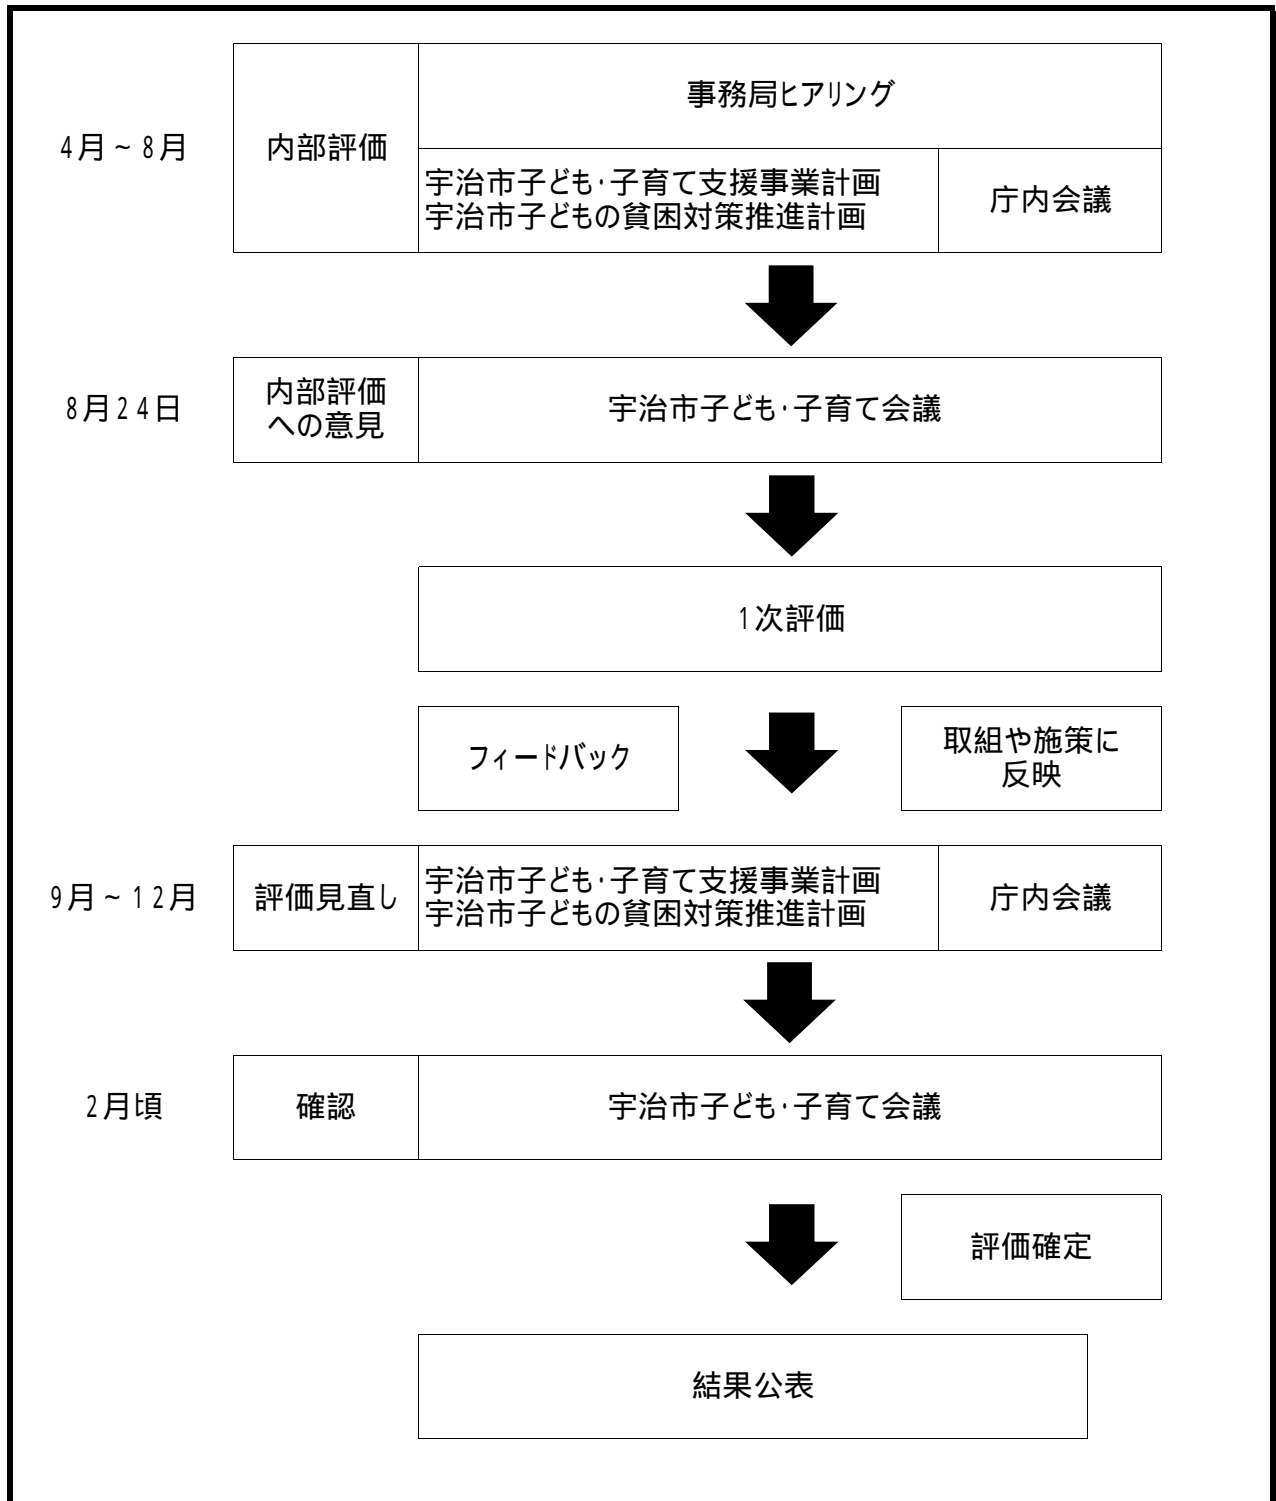 事務局ヒアリング
4月～8月
内部評価
宇治市子ども・子育て支援事業計画
宇治市子どもの貧困対策推進計画
庁内会議
8月24日
内部評価
への意見
宇治市子ども・子育て会議
1次評価
フィードバック
取組や施策に
反映
9月～12月
評価見直し
宇治市子ども・子育て支援事業計画
宇治市子どもの貧困対策推進計画
庁内会議
2月頃
確認
宇治市子ども・子育て会議
評価確定
結果公表